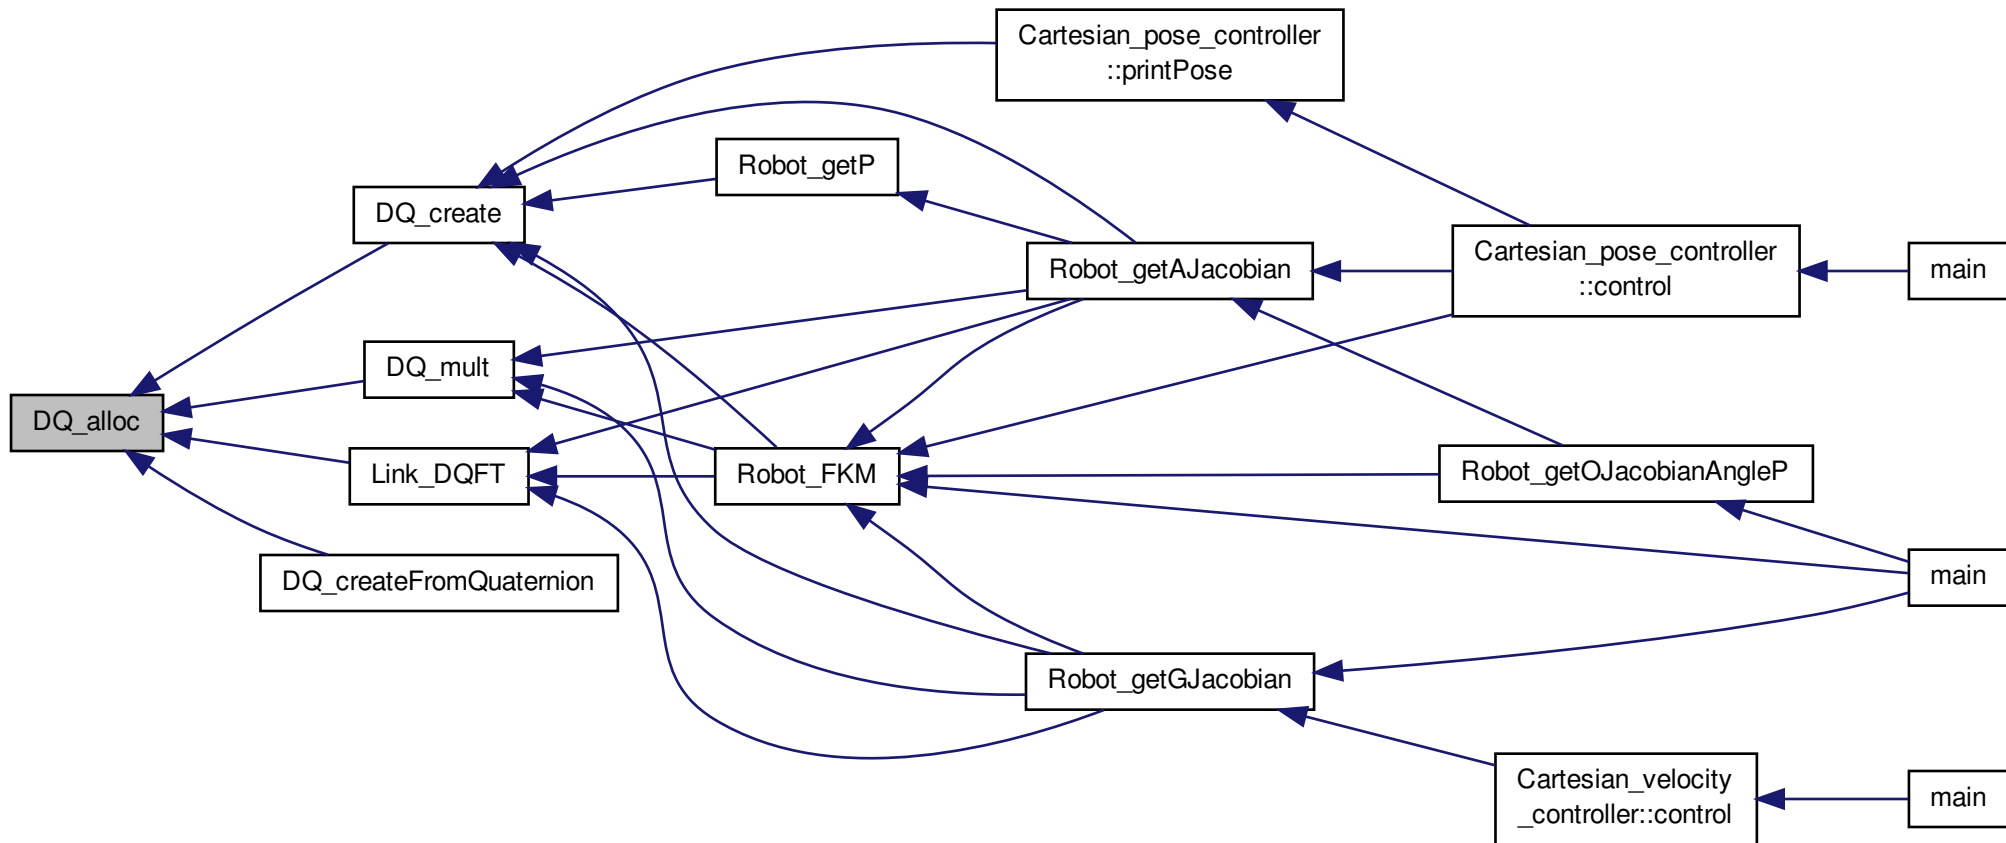 Cartesian_pose_controller
::printPose
Robot_getP
DQ_create
Robot_getAJacobian
Cartesian_pose_controller
::control
main
DQ_mult
DQ_alloc
Link_DQFT
Robot_FKM
Robot_getOJacobianAngleP
DQ_createFromQuaternion
main
Robot_getGJacobian
Cartesian_velocity
_controller::control
main